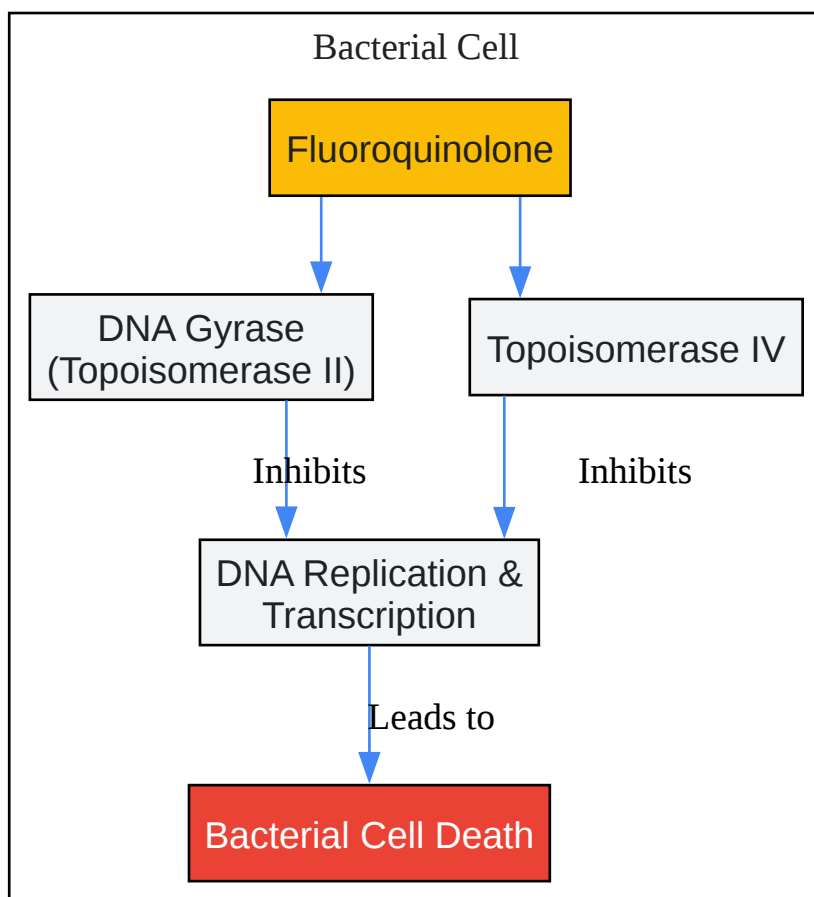 Bacterial Cell
Fluoroquinolone
DNA Gyrase
(Topoisomerase II)
Topoisomerase IV
Inhibits
Inhibits
DNA Replication &
Transcription
Leads to
Bacterial Cell Death